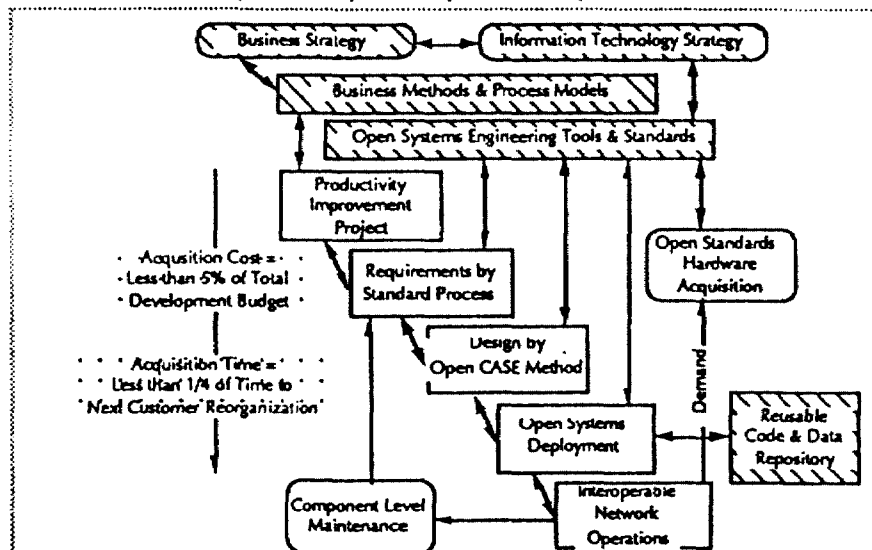 Business Strategy
Information Technology Strategy
Business Methods & Process Models
Open Systems Engineering Tools & Standards
Productivity
Improvement
Project
Acqusition Cost =
Less than 5% of Total
Development Budget
Requirements by
Standard Process
Open Standards
Hardware
Acquisition
Design by
Open CASE Method
Acquisition Time =
Less than 1/4 of Time to
Next Customer Reorganization
Demand
Open Systems
Deployment
Reusable
Code & Data
Repository
Component Level
Maintenance
Interoperable
Network
Operations